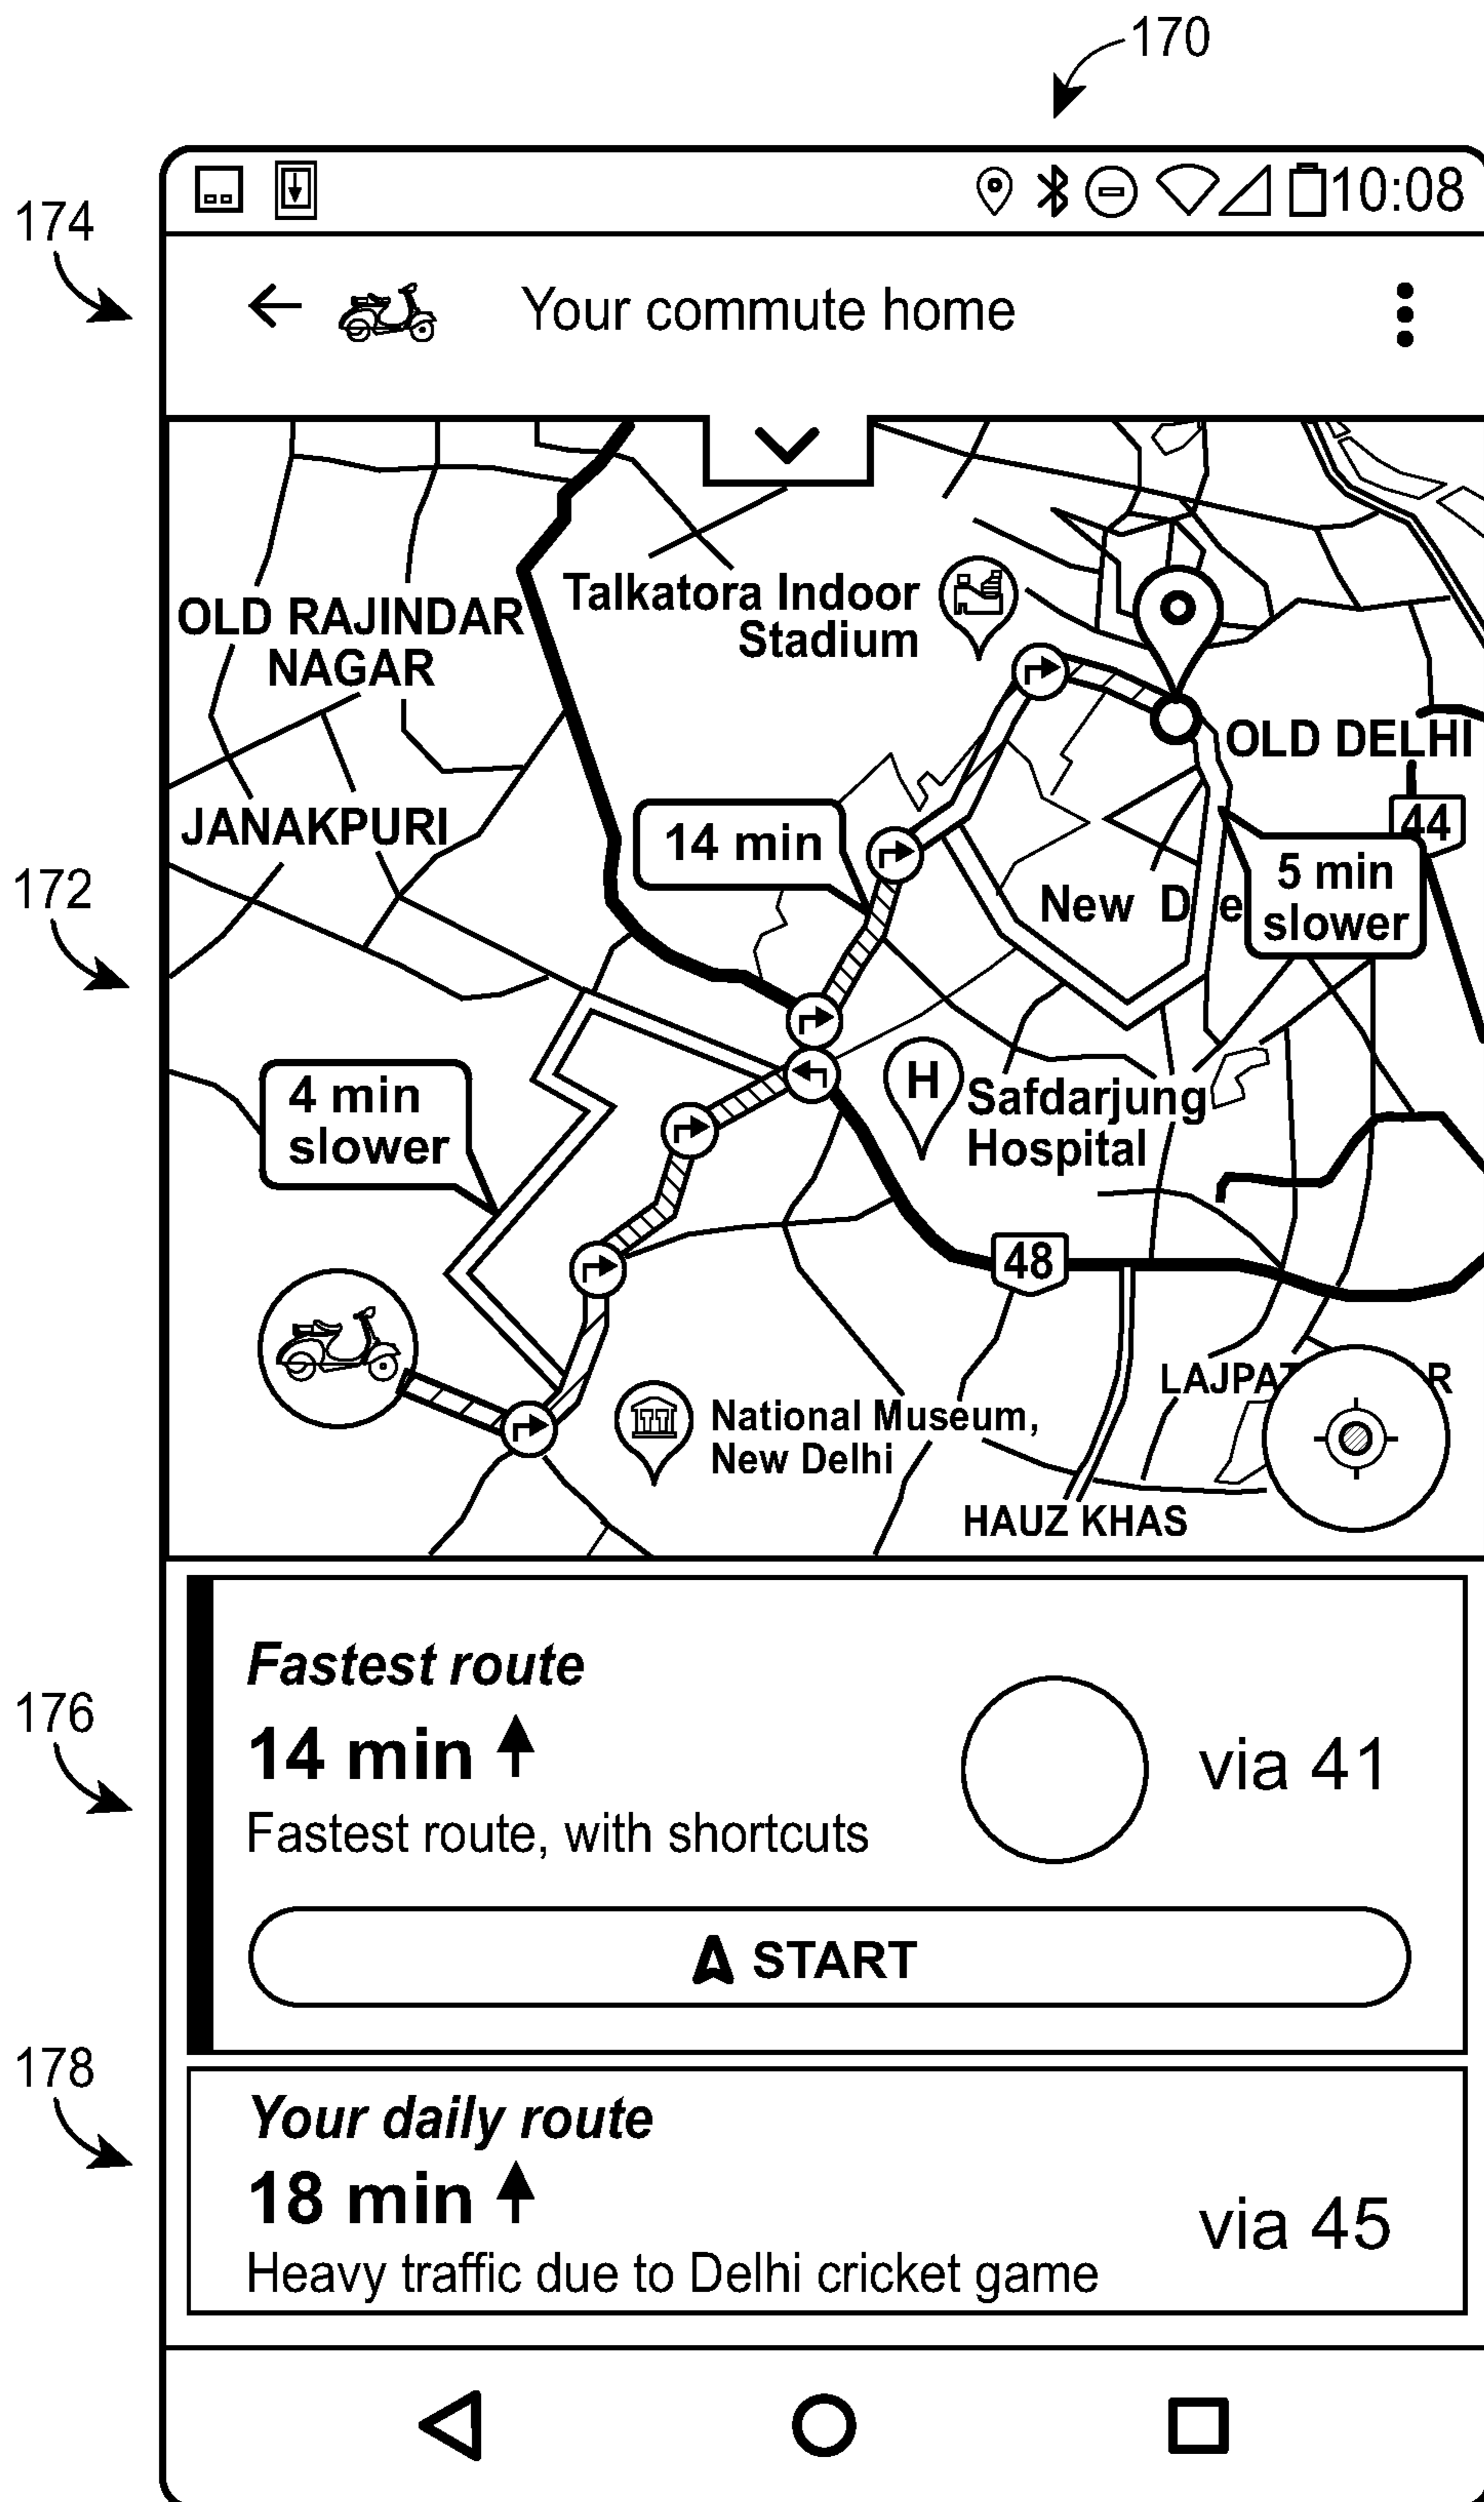 170
10:08
174
Your commute home
Talkatora Indoor
Stadium
OLD RAJINDAR
NAGAR
OLD DELHI
JANAKPURI
14 min
44
5 min
slower
New De
172
4 min
slower
H
Safdarjung
Hospital
48
LAJPAT R
National Museum,
New Delhi
HAUZ KHAS
Fastest route
176
14 min
via 41
Fastest route, with shortcuts
START
178
Your daily route
18 min
via 45
Heavy traffic due to Delhi cricket game